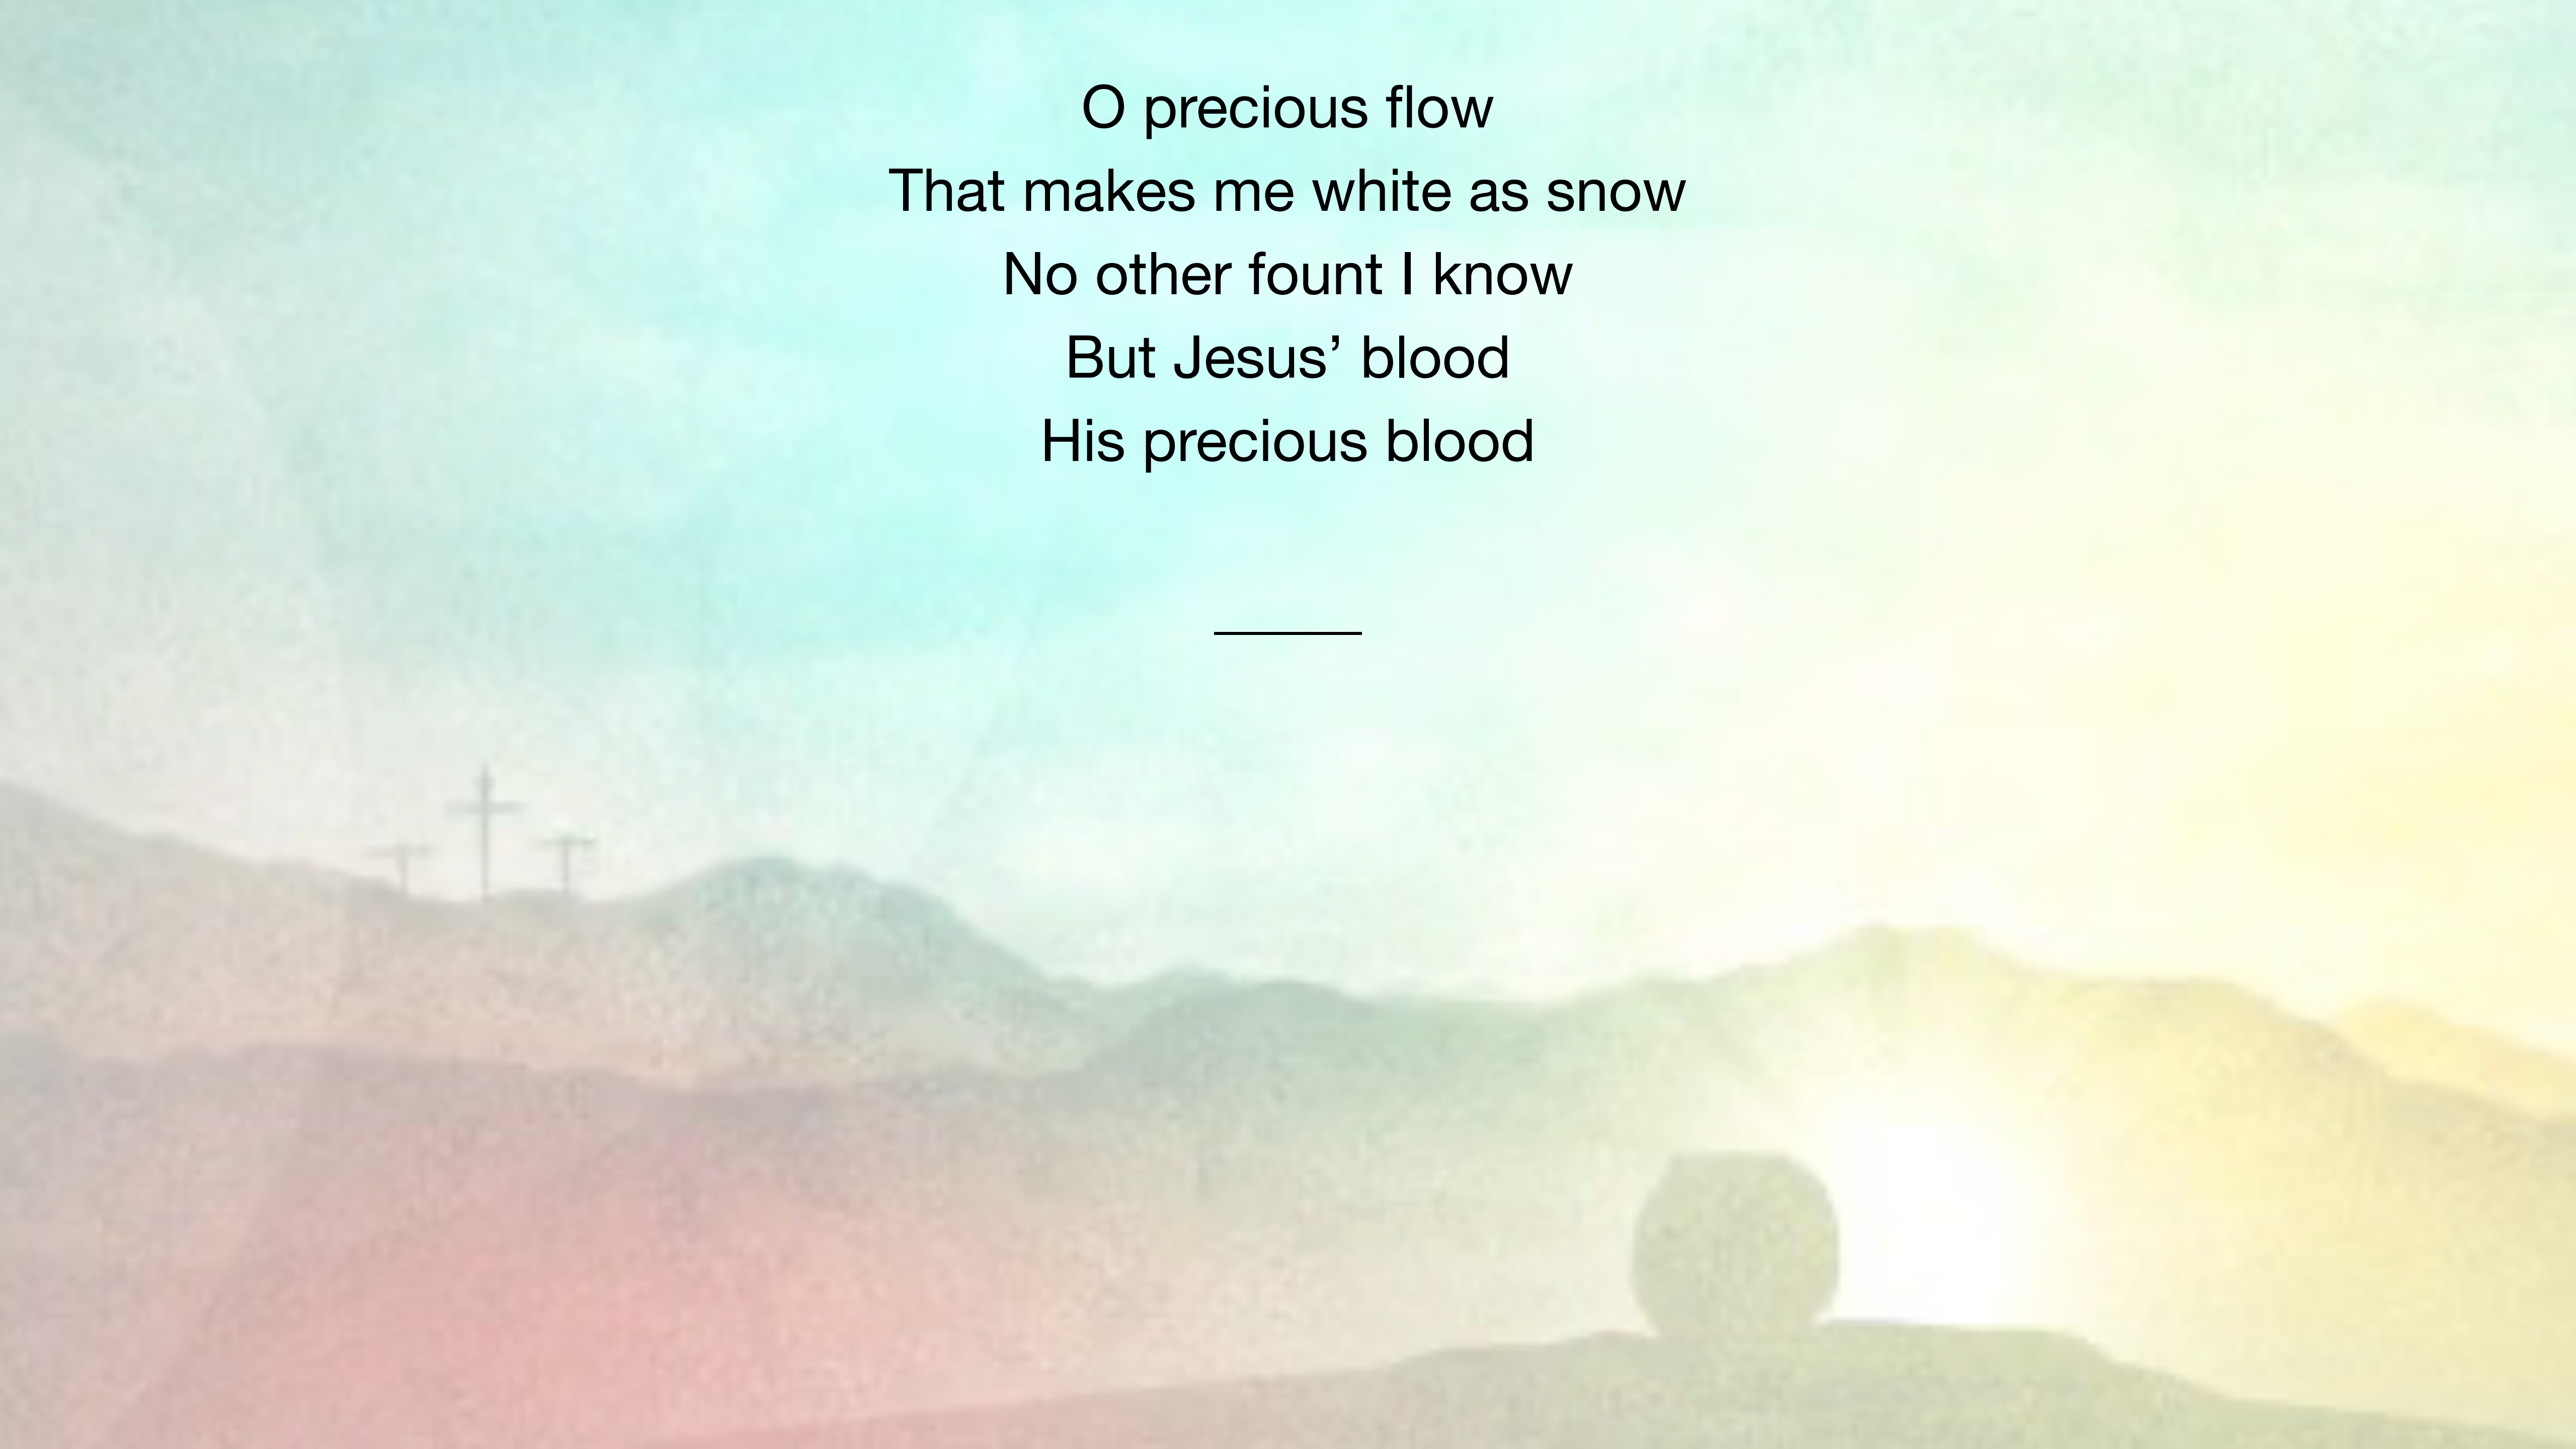 O precious flow
That makes me white as snow
No other fount I know
But Jesus’ blood
His precious blood